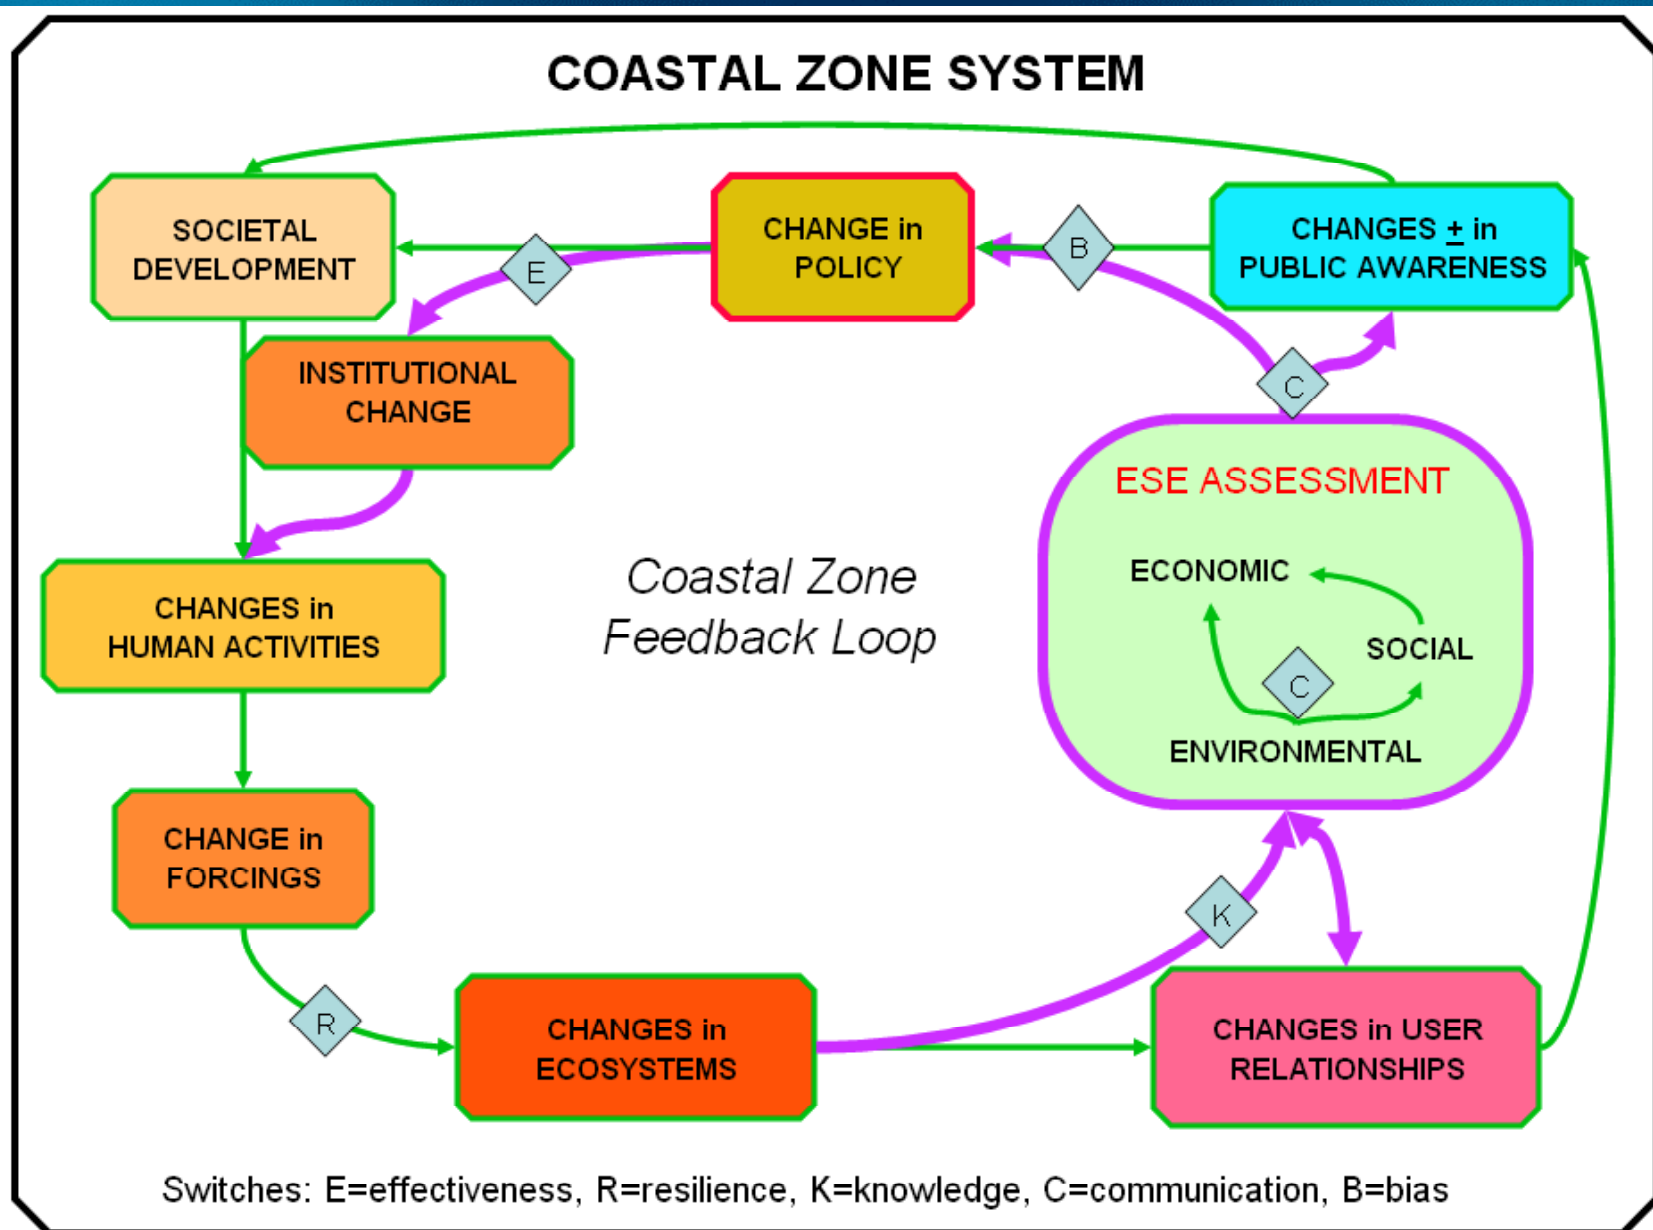 COASTAL ZONE SYSTEM
SOCIETAL
DEVELOPMENT
CHANGE in
POLICY
CHANGES ± in
PUBLIC AWARENESS
E
B
INSTITUTIONAL
CHANGE
C
ESE ASSESSMENT
ECONOMIC
SOCIAL
C
ENVIRONMENTAL
Coastal Zone
Feedback Loop
CHANGES in
HUMAN ACTIVITIES
CHANGE in
FORCINGS
K
R
CHANGES in
ECOSYSTEMS
CHANGES in USER
RELATIONSHIPS
Switches: E=effectiveness, R=resilience, K=knowledge, C=communication, B=bias